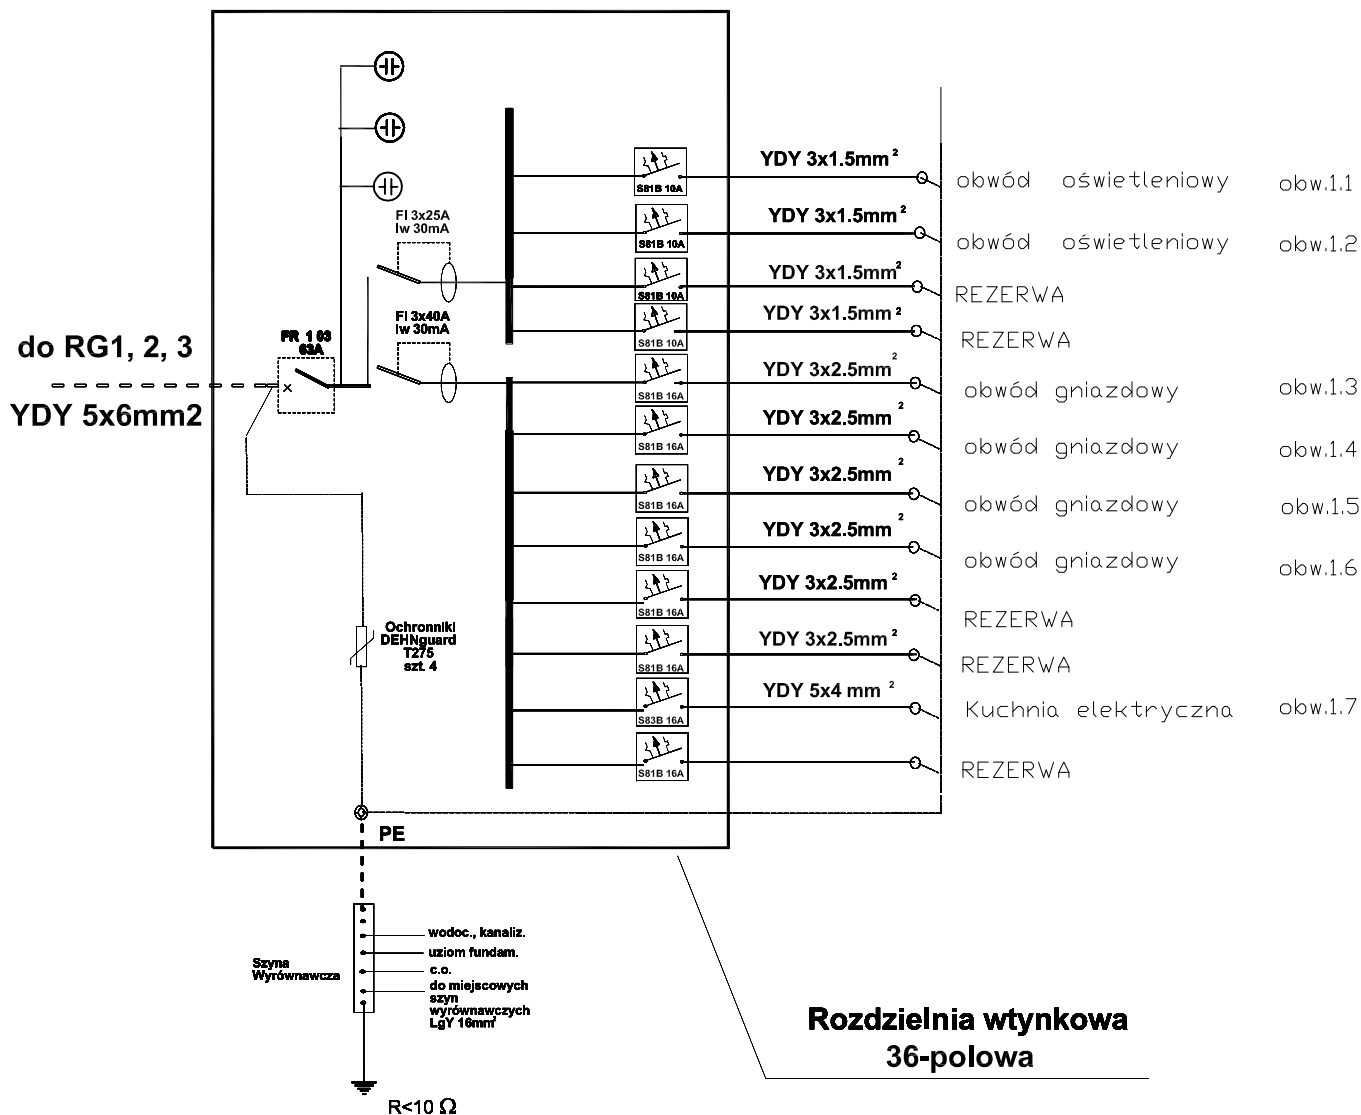 FI 3x25A
Iw 30mA
FI 3x40A
Iw 30mA
FR 1 03
63A
do RG1, 2, 3
YDY 5x6mm2
S81B 10A
YDY 3x1.5mm²
obwód oświetleniowy
obw.1.1
S81B 10A
YDY 3x1.5mm²
obwód oświetleniowy
obw.1.2
S81B 10A
YDY 3x1.5mm²
REZERWA
S81B 10A
YDY 3x1.5mm²
REZERWA
S81B 16A
YDY 3x2.5mm²
obwód gniazdowy
obw.1.3
S81B 16A
YDY 3x2.5mm²
obwód gniazdowy
obw.1.4
S81B 16A
YDY 3x2.5mm²
obwód gniazdowy
obw.1.5
S81B 16A
YDY 3x2.5mm²
obwód gniazdowy
obw.1.6
S81B 16A
YDY 3x2.5mm²
REZERWA
S81B 16A
YDY 3x2.5mm²
REZERWA
S83B 16A
YDY 5x4 mm²
Kuchnia elektryczna
obw.1.7
S81B 16A
REZERWA
Ochronniki
DEHNguard
T275
szt. 4
PE
Szyna
Wyrównawcza
wodoc., kanaliz.
uziom fundam.
c.o.
do miejscowych
szyn
wyrównawczych
LgY 16mm²
R<10 Ω
Rozdzielnia wtynkowa
36-polowa